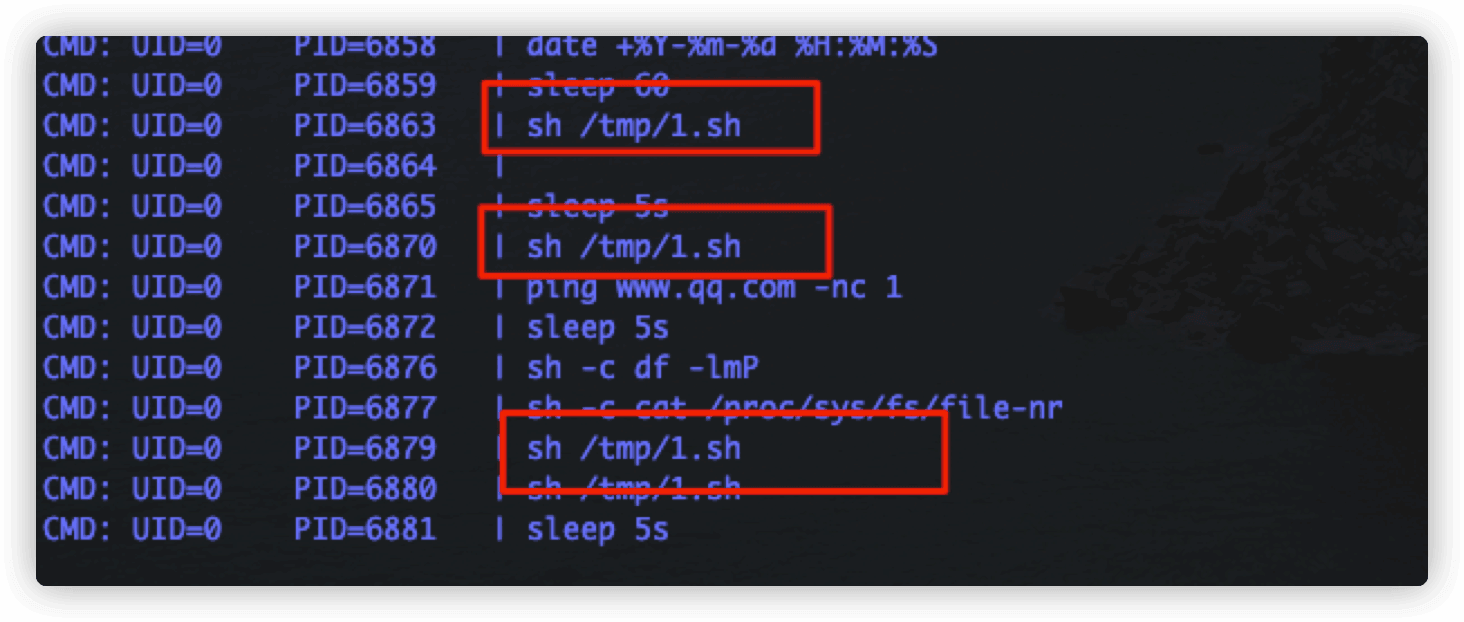 CMD: UID=0 PID=6858 | date +%Y-%m-%d %H:%M:%S
CMD: UID=0 PID=6859 | sleep 60
CMD: UID=0 PID=6863 | sh /tmp/1.sh
CMD: UID=0 PID=6864 |
CMD: UID=0 PID=6865 | sleep 5s
CMD: UID=0 PID=6870 | sh /tmp/1.sh
CMD: UID=0 PID=6871 | ping www.qq.com -nc 1
CMD: UID=0 PID=6872 | sleep 5s
CMD: UID=0 PID=6876 | sh -c df -lmP
CMD: UID=0 PID=6877 | sh -c cat /proc/sys/fs/file-nr
CMD: UID=0 PID=6879 | sh /tmp/1.sh
CMD: UID=0 PID=6880 | sh /tmp/1.sh
CMD: UID=0 PID=6881 | sleep 5s